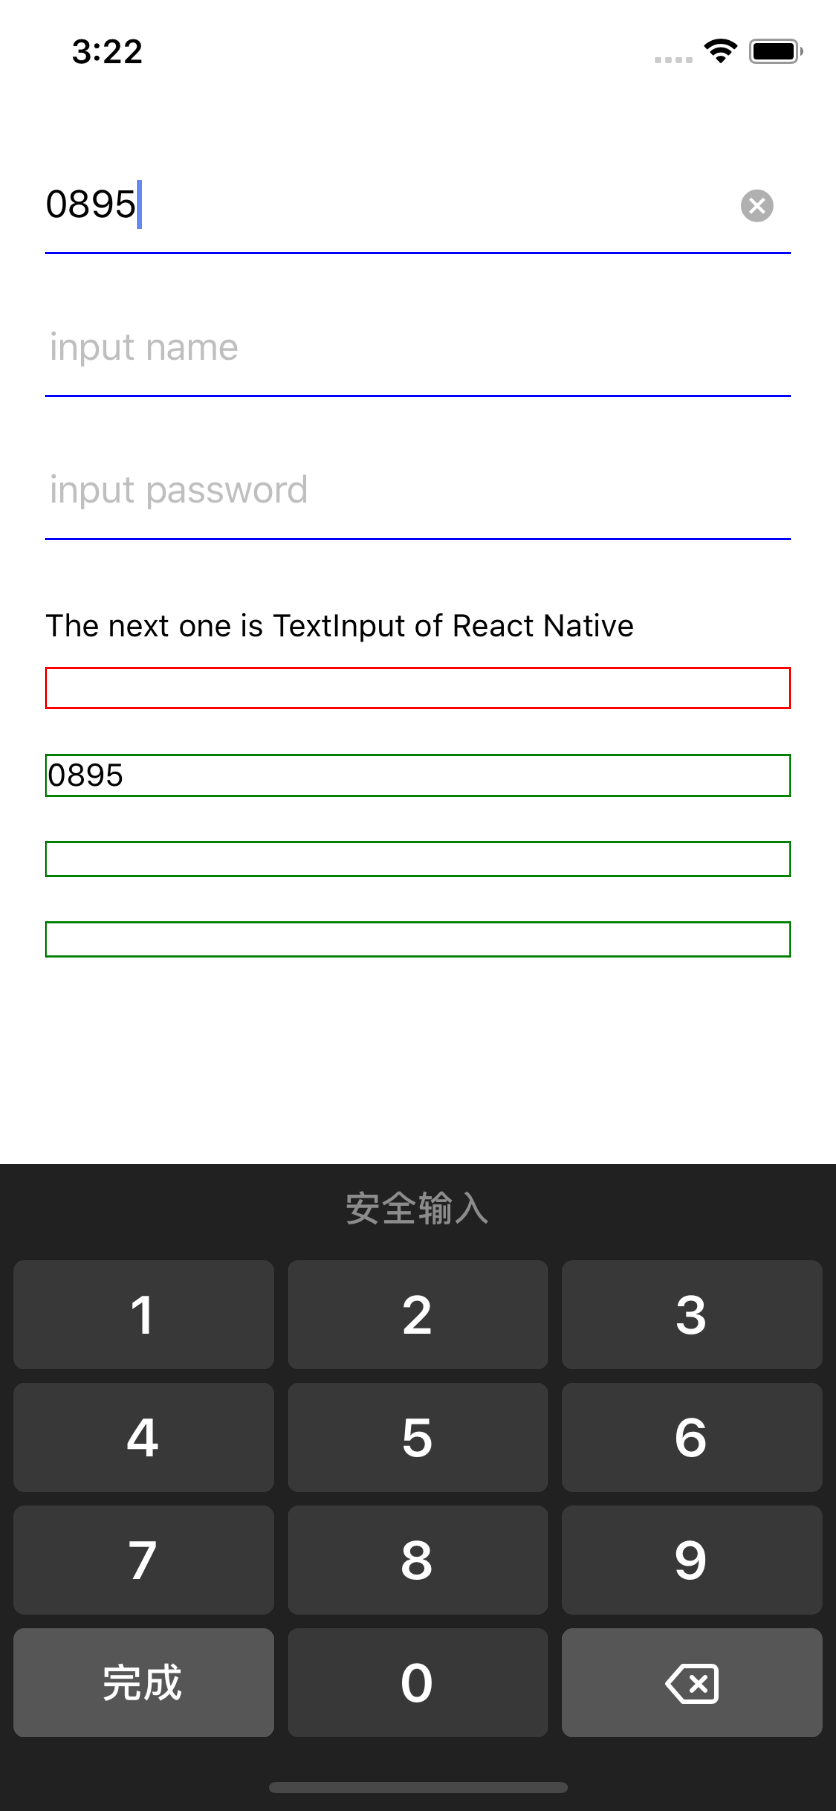 3:22
0895
input name
input password
The next one is TextInput of React Native
0895
安全输入
1 2 3
4 5 6
7 8 9
完成 0